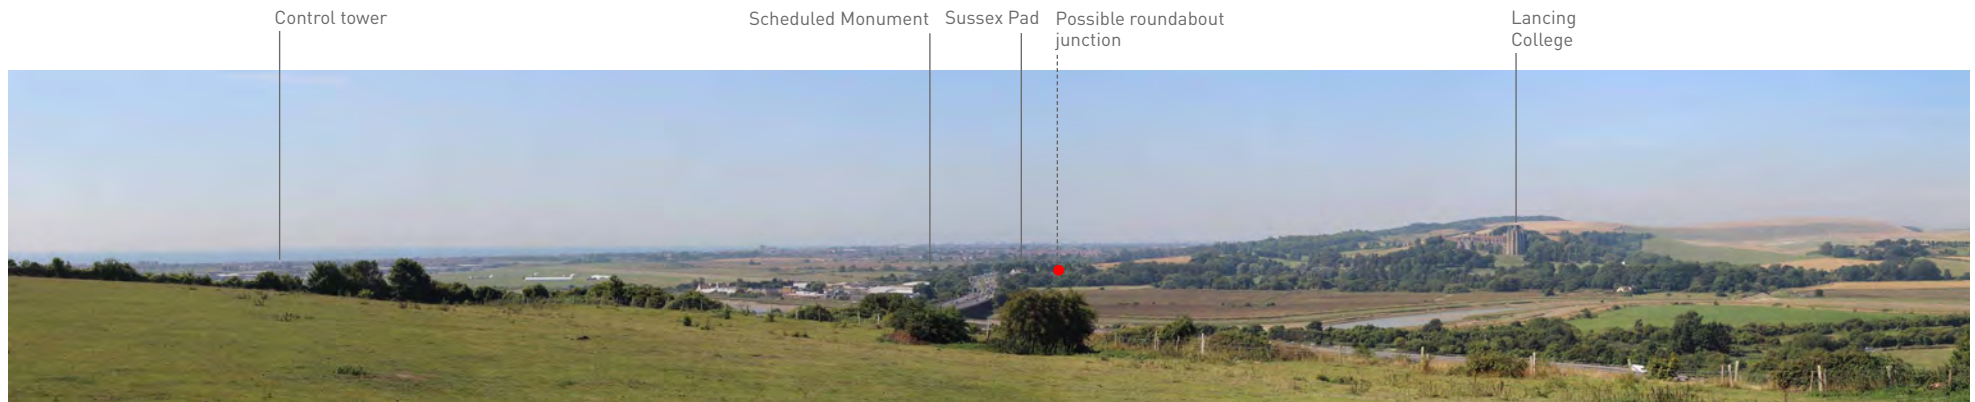 Control tower
Scheduled Monument
Sussex Pad
Possible roundabout
junction
Lancing
College